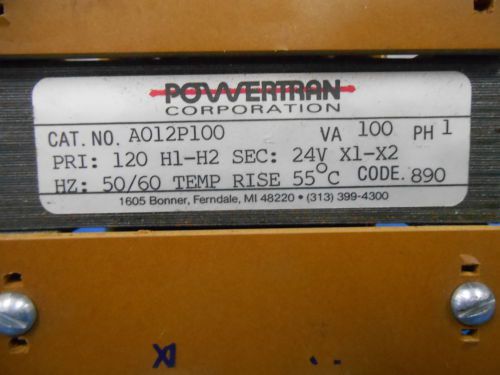 POWERTRAN
CORPORATION
CAT. NO. A012P100 VA 100 PH 1
PRI: 120 H1-H2 SEC: 24V X1-X2
HZ: 50/60 TEMP RISE 55°C CODE. 890
1605 Bonner, Ferndale, MI 48220 • (313) 399-4300
X1